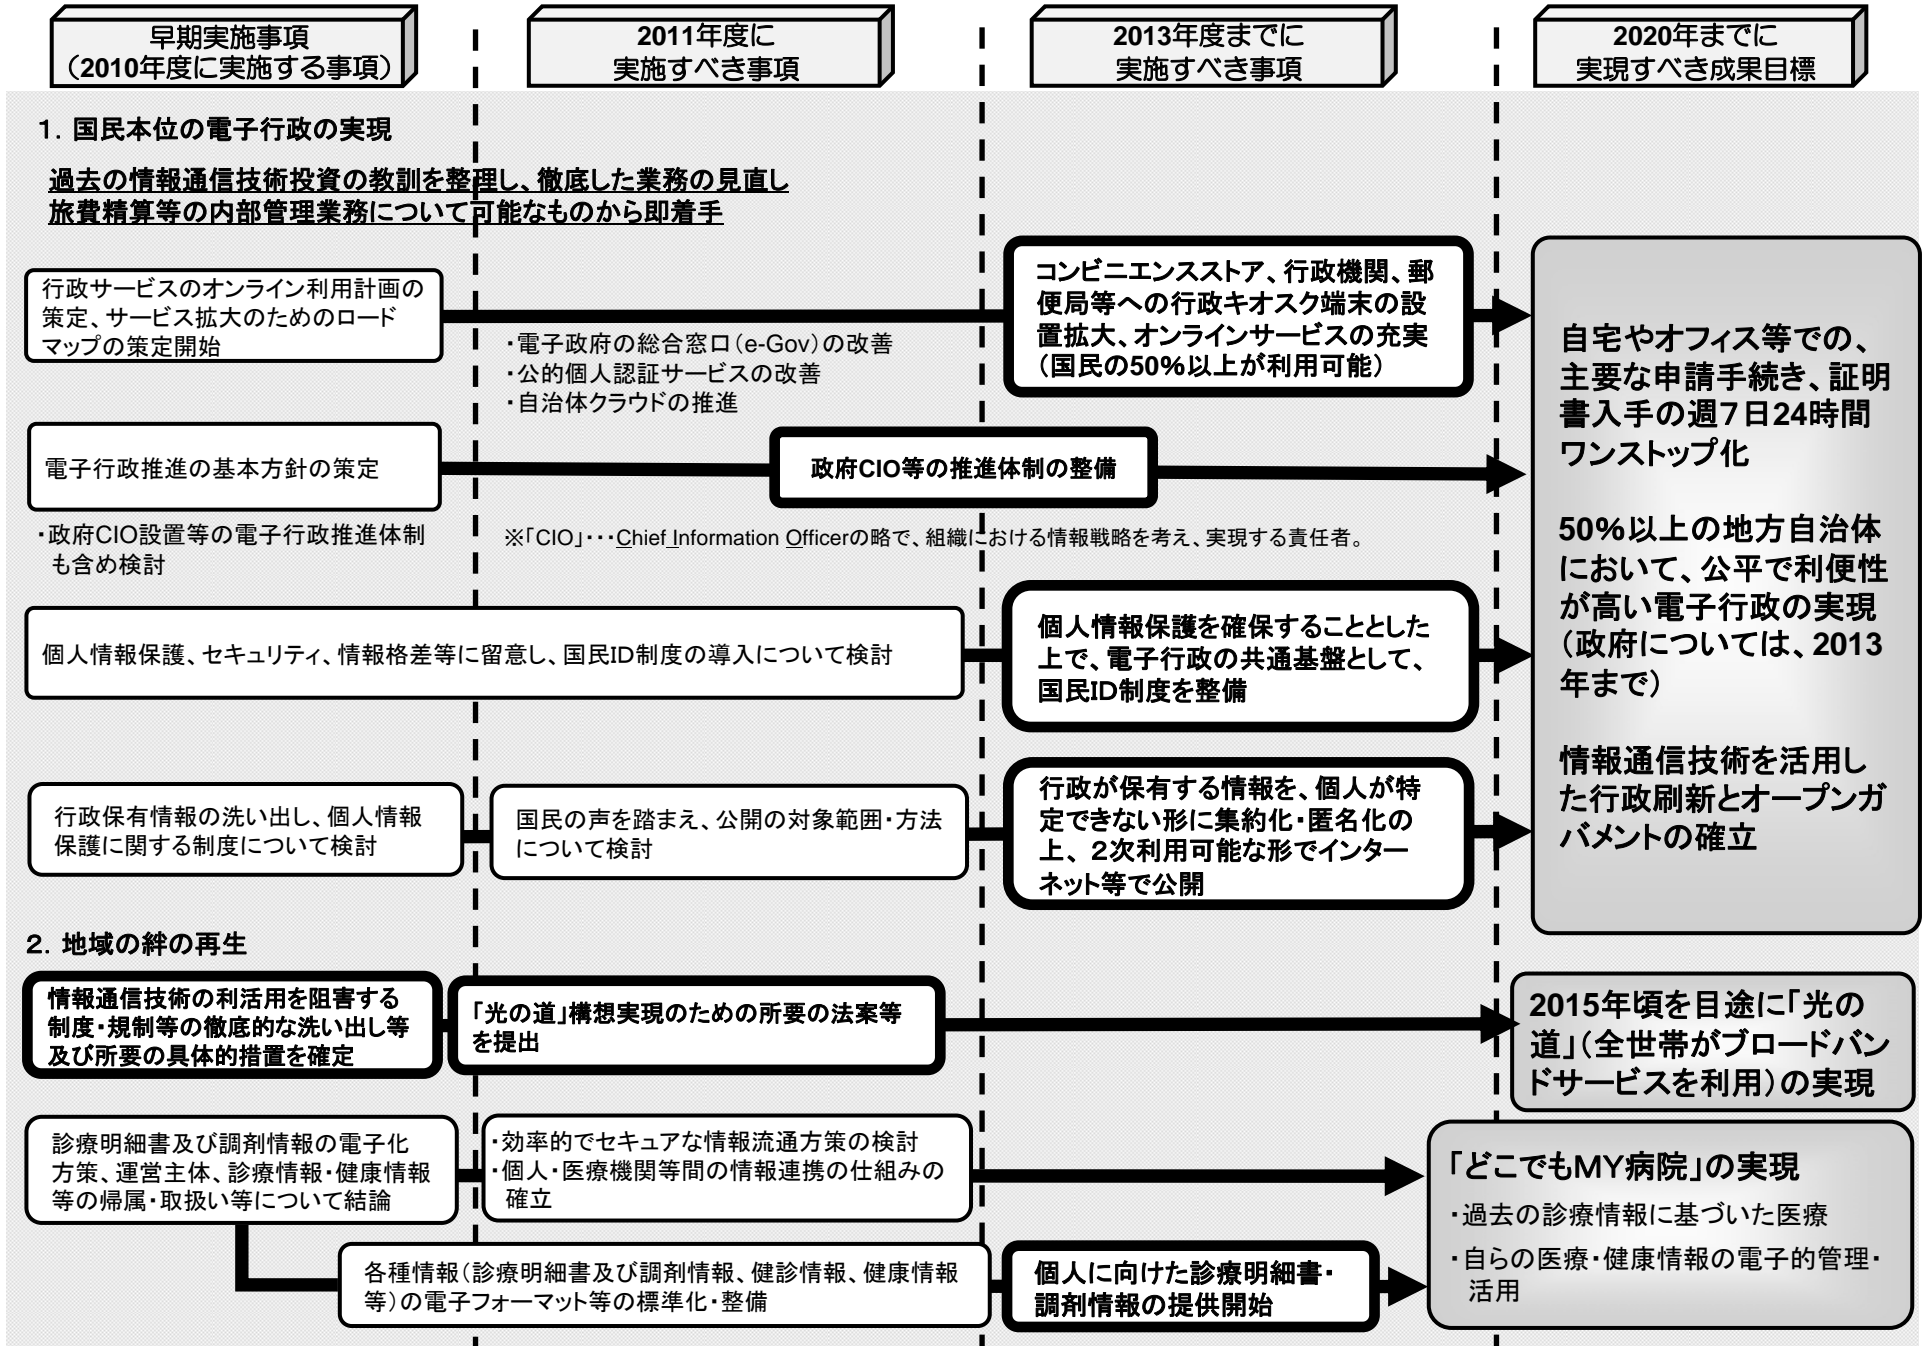 早期実施事項
（2010年度に実施する事項）
2011年度に
実施すべき事項
2013年度までに
実施すべき事項
2020年までに
実現すべき成果目標
１．国民本位の電子行政の実現
過去の情報通信技術投資の教訓を整理し、徹底した業務の見直し
旅費精算等の内部管理業務について可能なものから即着手
行政サービスのオンライン利用計画の
策定、サービス拡大のためのロード
マップの策定開始
・電子政府の総合窓口（e-Gov）の改善
・公的個人認証サービスの改善
・自治体クラウドの推進
コンビニエンスストア、行政機関、郵
便局等への行政キオスク端末の設
置拡大、オンラインサービスの充実
（国民の50％以上が利用可能）
電子行政推進の基本方針の策定
政府CIO等の推進体制の整備
・政府CIO設置等の電子行政推進体制
も含め検討
※「CIO」・・・Chief Information Officerの略で、組織における情報戦略を考え、実現する責任者。
個人情報保護、セキュリティ、情報格差等に留意し、国民ID制度の導入について検討
個人情報保護を確保することとした
上で、電子行政の共通基盤として、
国民ID制度を整備
行政保有情報の洗い出し、個人情報
保護に関する制度について検討
国民の声を踏まえ、公開の対象範囲・方法
について検討
行政が保有する情報を、個人が特
定できない形に集約化・匿名化の
上、２次利用可能な形でインター
ネット等で公開
自宅やオフィス等での、
主要な申請手続き、証明
書入手の週７日24時間
ワンストップ化
50％以上の地方自治体
において、公平で利便性
が高い電子行政の実現
（政府については、2013
年まで）
情報通信技術を活用し
た行政刷新とオープンガ
バメントの確立
２．地域の絆の再生
情報通信技術の利活用を阻害する
制度・規制等の徹底的な洗い出し等
及び所要の具体的措置を確定
「光の道」構想実現のための所要の法案等
を提出
2015年頃を目途に「光の
道」（全世帯がブロードバン
ドサービスを利用）の実現
診療明細書及び調剤情報の電子化
方策、運営主体、診療情報・健康情報
等の帰属・取扱い等について結論
・効率的でセキュアな情報流通方策の検討
・個人・医療機関等間の情報連携の仕組みの
確立
各種情報（診療明細書及び調剤情報、健診情報、健康情報
等）の電子フォーマット等の標準化・整備
個人に向けた診療明細書・
調剤情報の提供開始
「どこでもMY病院」の実現
・過去の診療情報に基づいた医療
・自らの医療・健康情報の電子的管理・
活用